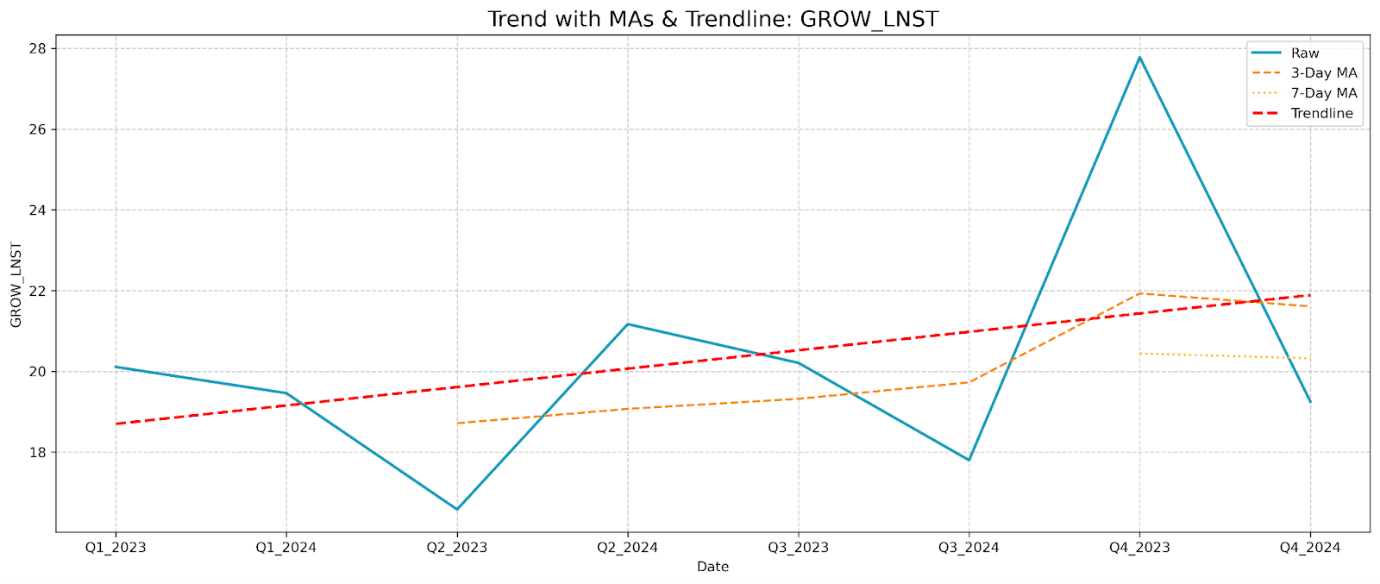 Trend with MAs & Trendline: GROW_LNST
Raw
3-Day MA
7-Day MA
Trendline
28
26
24
22
20
18
GROW_LNST
Q1_2023 Q1_2024 Q2_2023 Q2_2024 Q3_2023 Q3_2024 Q4_2023 Q4_2024
Date